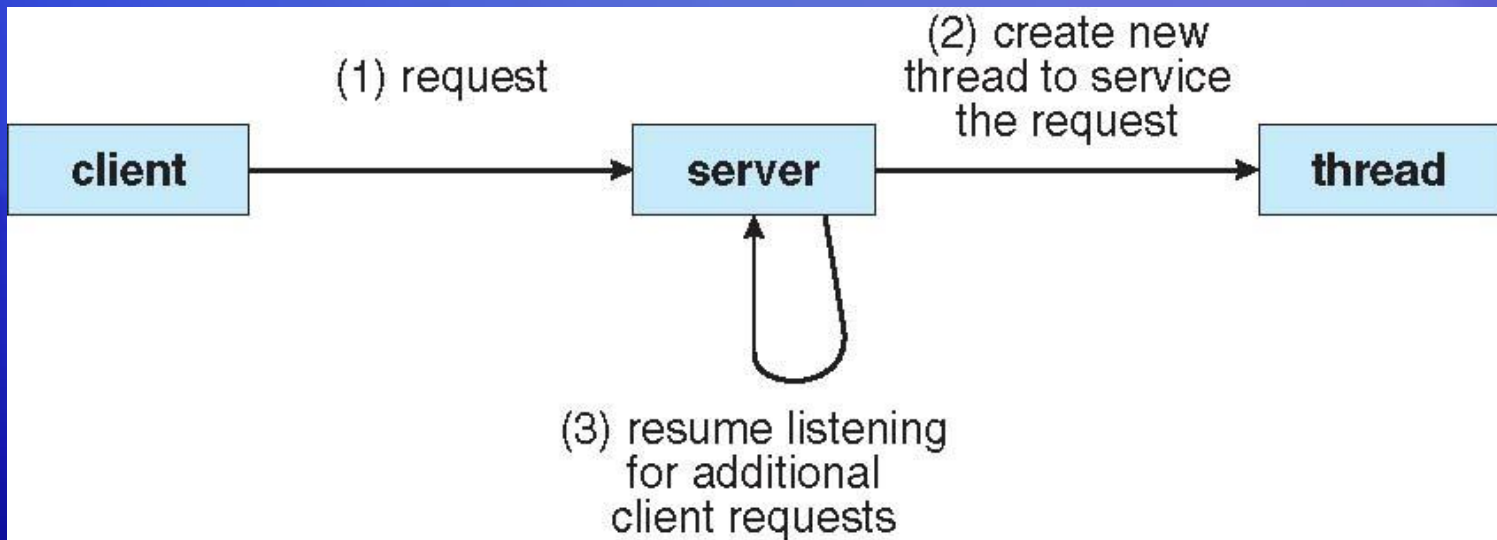 (1) request
(2) create new
thread to service
the request
client
server
thread
(3) resume listening
for additional
client requests